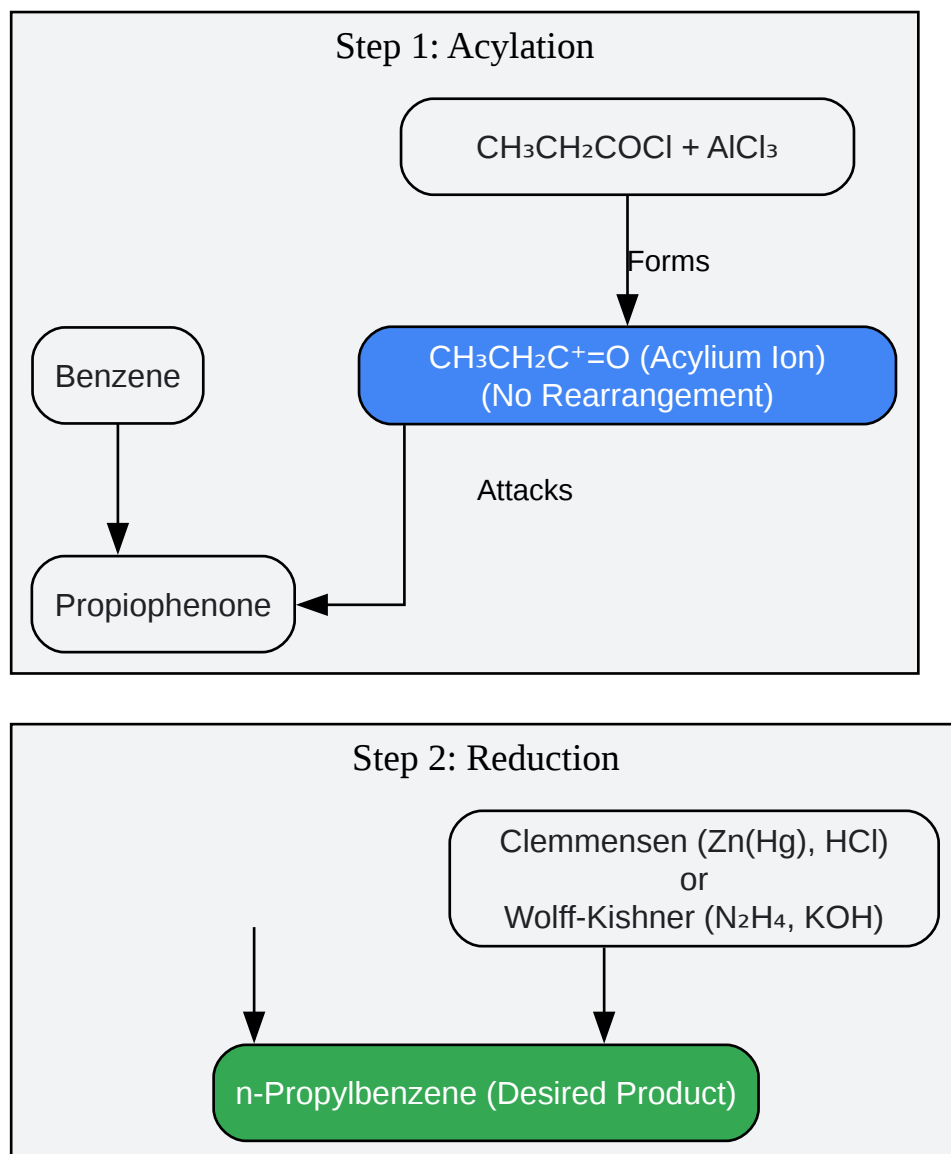 Step 1: Acylation
CH₃CH₂COCl + AlCl₃
Forms
CH₃CH₂C⁺=O (Acylium Ion)
(No Rearrangement)
Benzene
Attacks
Propiophenone
Step 2: Reduction
Clemmensen (Zn(Hg), HCl)
or
Wolff-Kishner (N₂H₄, KOH)
n-Propylbenzene (Desired Product)